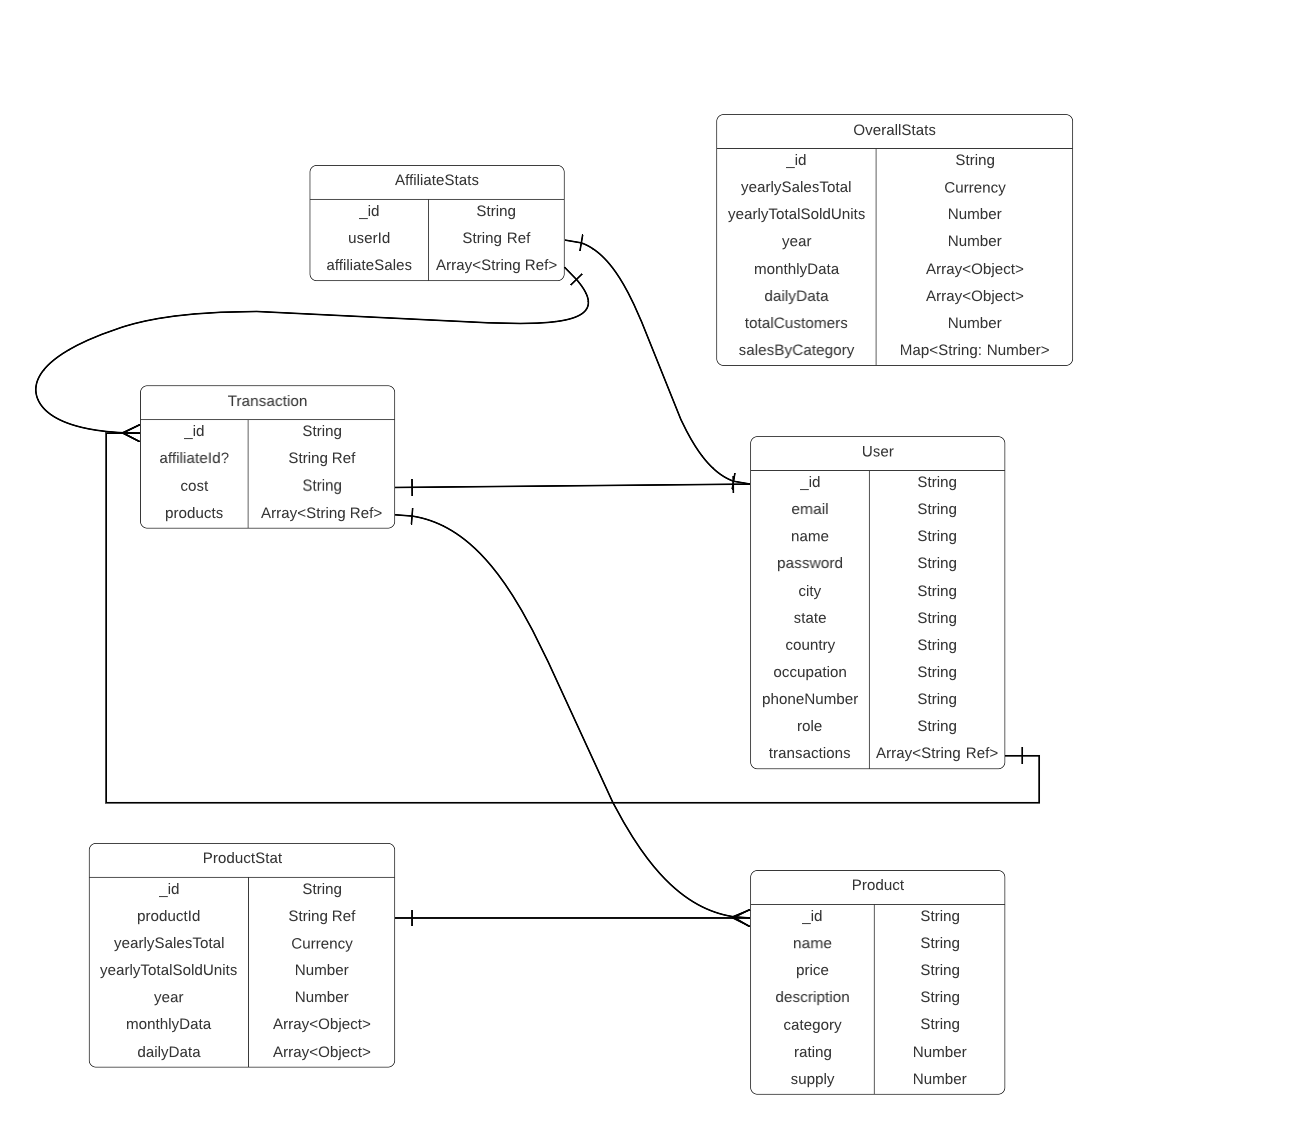 OverallStats
_id String
yearlySalesTotal Currency
yearlyTotalSoldUnits Number
year Number
monthlyData Array<Object>
dailyData Array<Object>
totalCustomers Number
salesByCategory Map<String: Number>
AffiliateStats
_id String
userId String Ref
affiliateSales Array<String Ref>
Transaction
_id String
affiliateId? String Ref
cost String
products Array<String Ref>
User
_id String
email String
name String
password String
city String
state String
country String
occupation String
phoneNumber String
role String
transactions Array<String Ref>
ProductStat
_id String
productId String Ref
yearlySalesTotal Currency
yearlyTotalSoldUnits Number
year Number
monthlyData Array<Object>
dailyData Array<Object>
Product
_id String
name String
price String
description String
category String
rating Number
supply Number